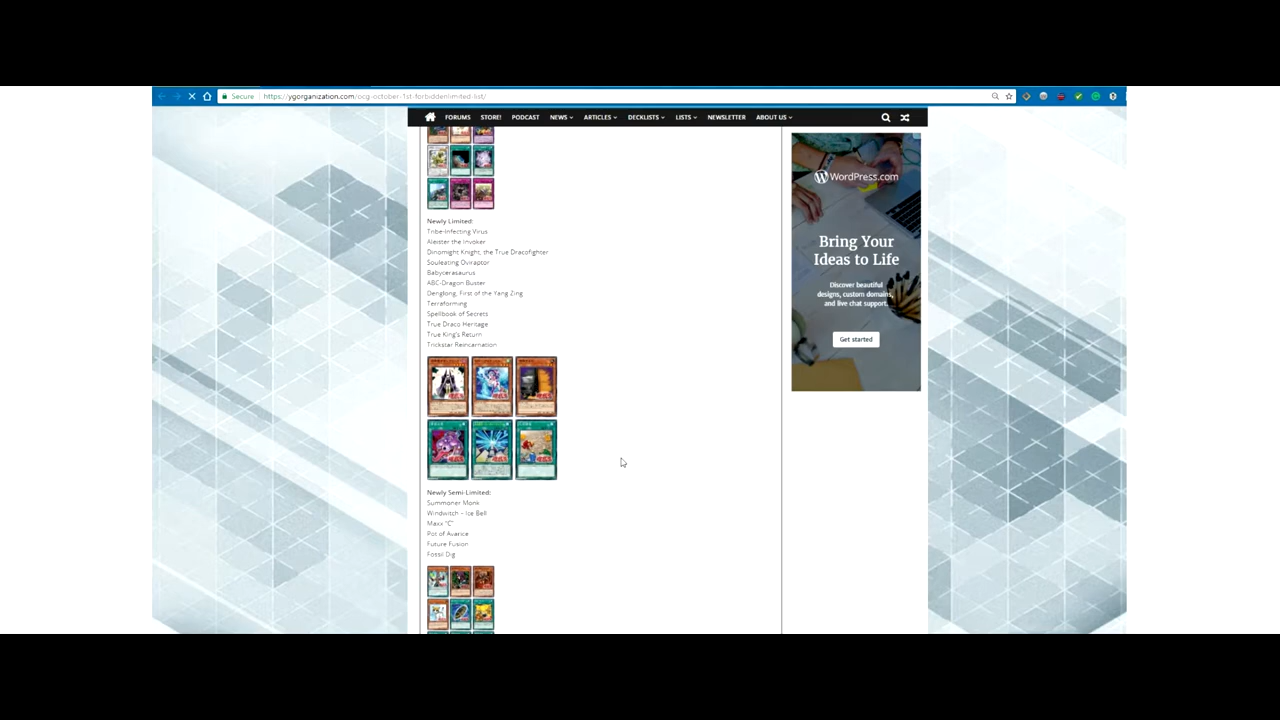 Secure https://ygorganization.com/ocg-october-1st-forbiddenlimited-list/
FORUMS STORE! PODCAST NEWS ARTICLES DECKLISTS LISTS NEWSLETTER ABOUT US
Newly Limited:
Tribe-Infecting Virus
Aleister the Invoker
Dinomight Knight, the True Dracofighter
Souleating Oviraptor
Babycerasaurus
ABC-Dragon Buster
Denglong, First of the Yang Zing
Terraforming
Spellbook of Secrets
True Draco Heritage
True King's Return
Trickstar Reincarnation
Newly Semi-Limited:
Summoner Monk
Windwitch – Ice Bell
Maxx "C"
Pot of Avarice
Future Fusion
Fossil Dig
WordPress.com
Bring Your
Ideas to Life
Discover beautiful
designs, custom domains,
and live chat support.
Get started